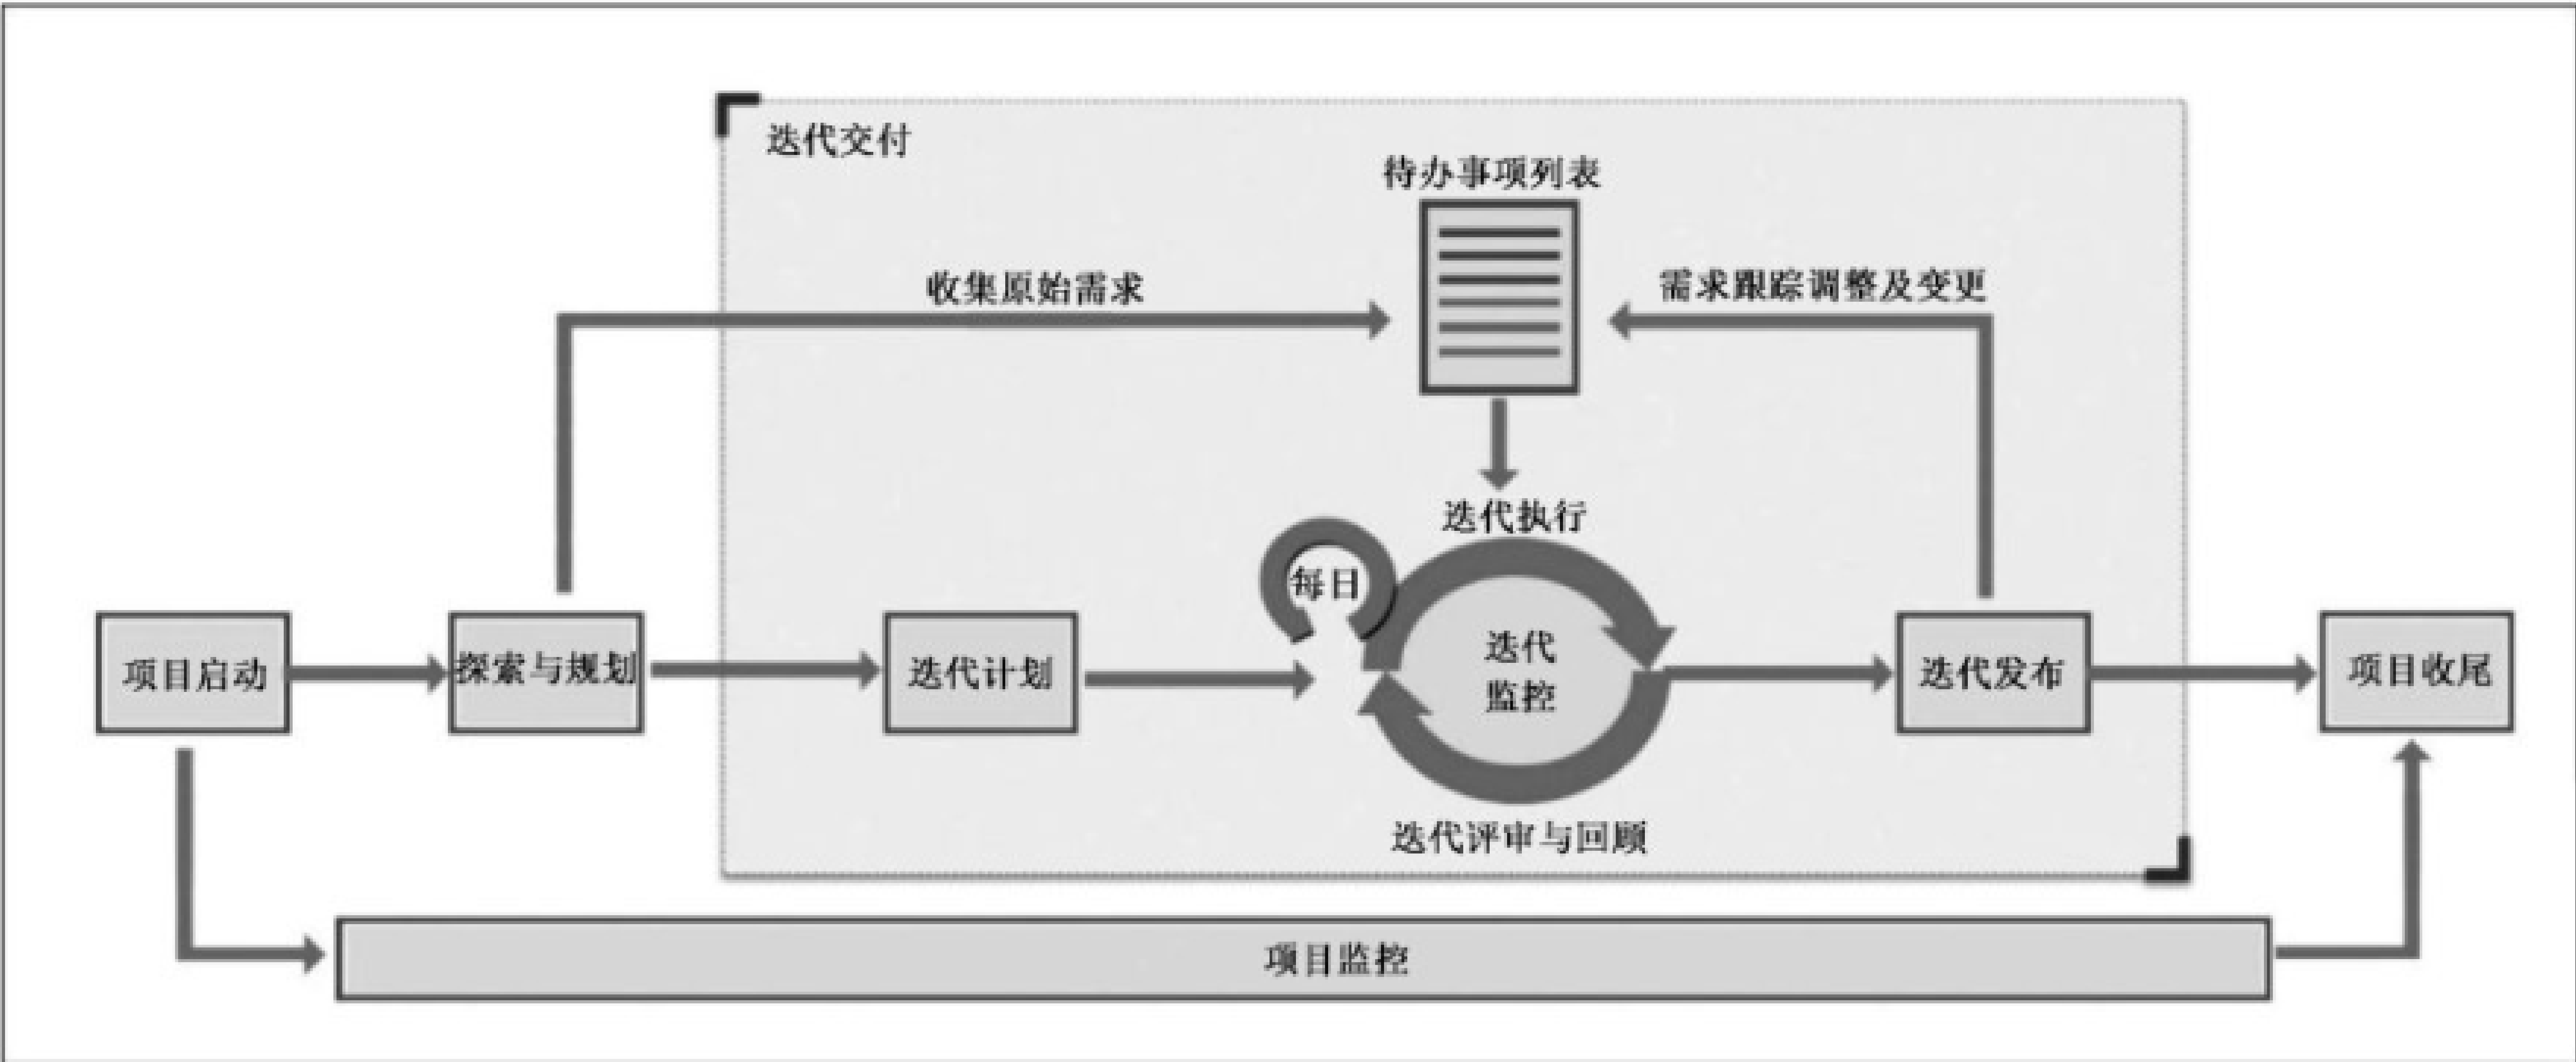 迭代交付
待办事项列表
收集原始需求
需求跟踪调整及变更
迭代执行
每日
迭代
监控
项目启动
探索与规划
迭代计划
迭代发布
项目收尾
迭代评审与回顾
项目监控